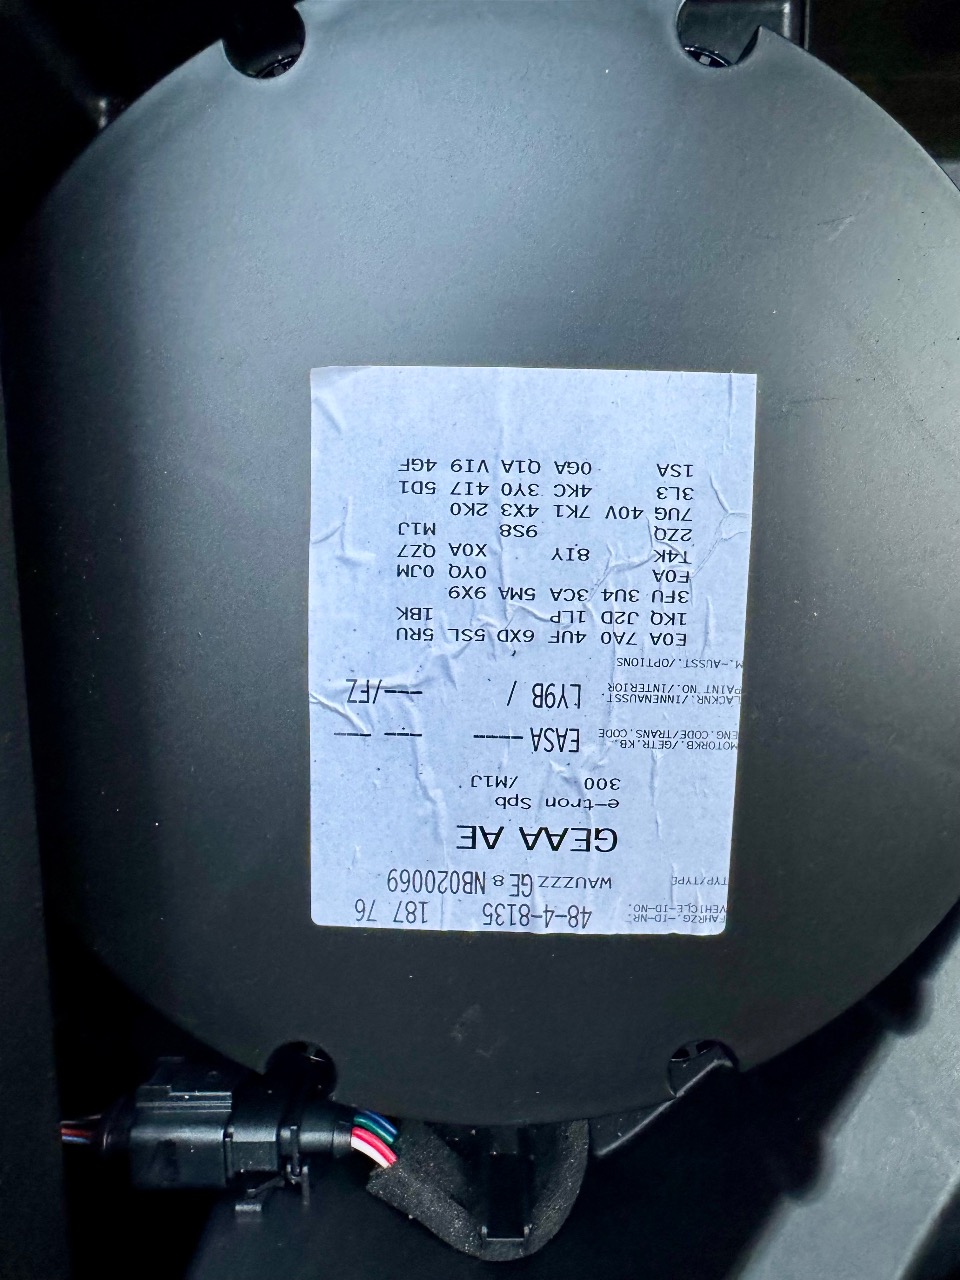 FAHRZG.-ID-NR. 48-4-8135 187 76
VEHICLE-ID-NO.
WAUZZZ GE 8 NB020069
TYP/TYPE
GEAA AE
e-tron Spb
300 /M1J
MOTORKB./GETR.KB. EASA ---- -- --
ENG.CODE/TRANS.CODE
LACKNR./INNENAUSST. LY9B / ---/FZ
PAINT NO./INTERIOR
M.-AUSST./OPTIONS
E0A 7A0 4UF 6XD 5SL 5RU
1KQ J2D 1LP 1BK
3FU 3U4 3CA 5MA 9X9
E0A 0YQ 0JM
T4K 8IY X0A QZ7
2ZQ 9S8 M1J
7UG 40V 7K1 4X3 2K0
3L3 4KC 3Y0 4I7 5D1
1SA 0GA Q1A VI9 4GF